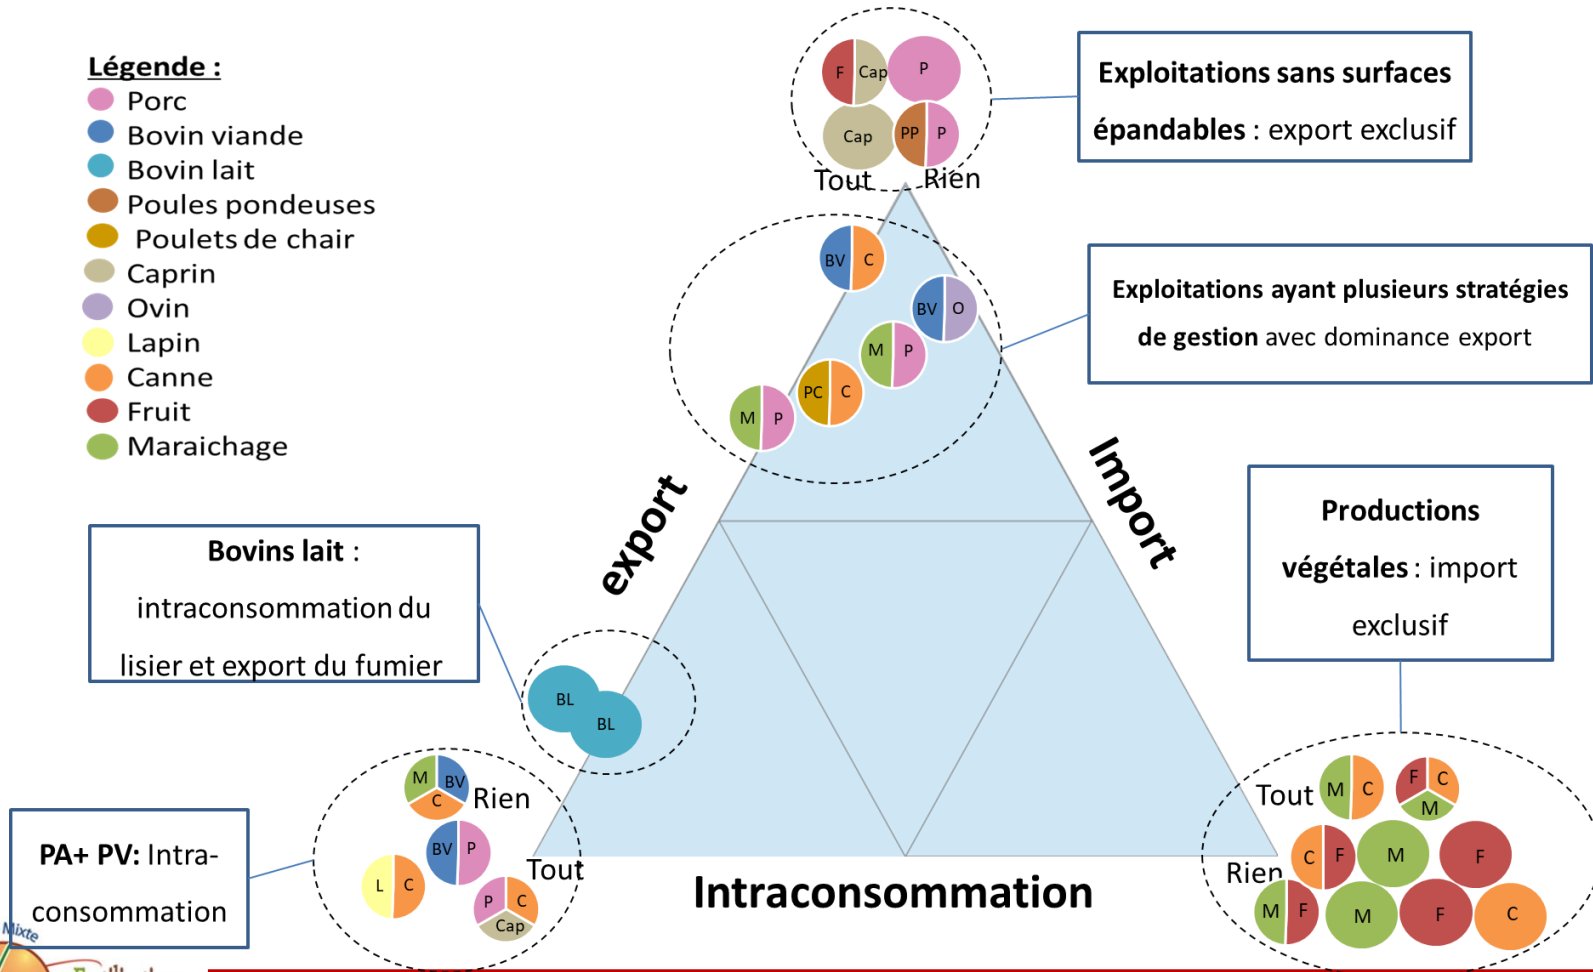 Légende :
Porc
Bovin viande
Bovin lait
Poules pondeuses
Poulets de chair
Caprin
Ovin
Lapin
Canne
Fruit
Maraichage
F Cap P
Cap PP P
Tout Rien
Exploitations sans surfaces
épandables : export exclusif
BV C
BV O
M P
PC C
M P
Exploitations ayant plusieurs stratégies
de gestion avec dominance export
export
Import
Bovins lait :
intraconsommation du
lisier et export du fumier
BL
BL
Productions
végétales : import
exclusif
M BV
C
Rien
BV P
L C
P C
Cap
Tout
PA+ PV: Intra-
consommation
Intraconsommation
Tout
M C
F C
M
C F
M
F
Rien
M F
M
F
C
Mixte